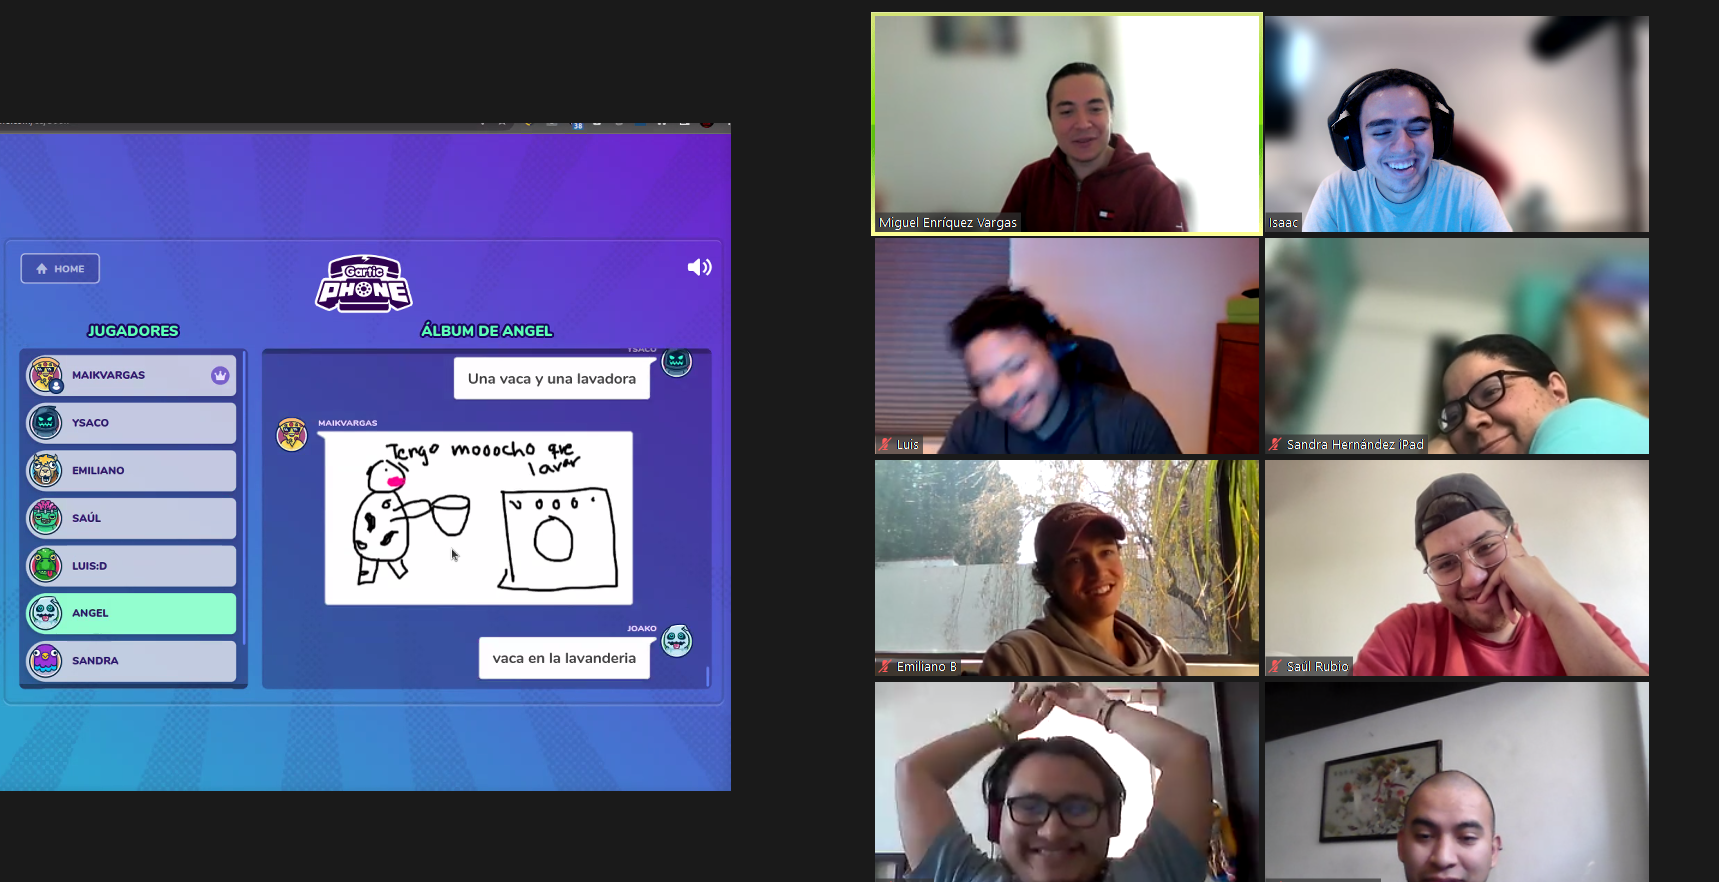 38
HOME
Gartic
PHONE
JUGADORES
ÁLBUM DE ANGEL
MAIKVARGAS
YSACO
EMILIANO
SAÚL
LUIS:D
ANGEL
SANDRA
YSACO
Una vaca y una lavadora
MAIKVARGAS
Tengo mooocho que
lavar
JOAKO
vaca en la lavanderia
Miguel Enríquez Vargas
Isaac
Luis
Sandra Hernández iPad
Emiliano B
Saúl Rubio